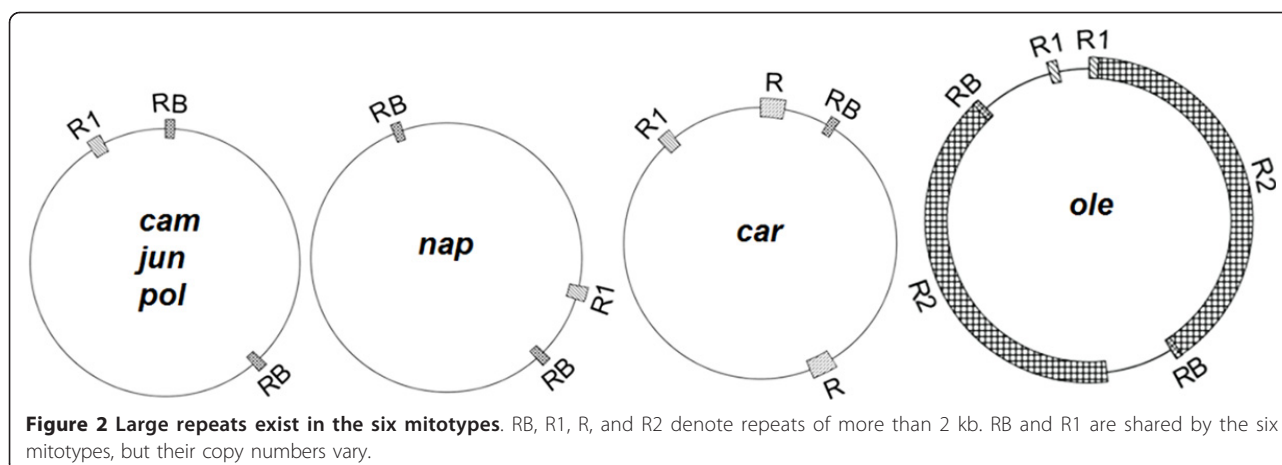 R1
RB
cam
jun
pol
RB
RB
nap
R1
RB
R
R1
RB
car
R
R1
R1
RB
R2
ole
R2
RB
Figure 2 Large repeats exist in the six mitotypes. RB, R1, R, and R2 denote repeats of more than 2 kb. RB and R1 are shared by the six
mitotypes, but their copy numbers vary.